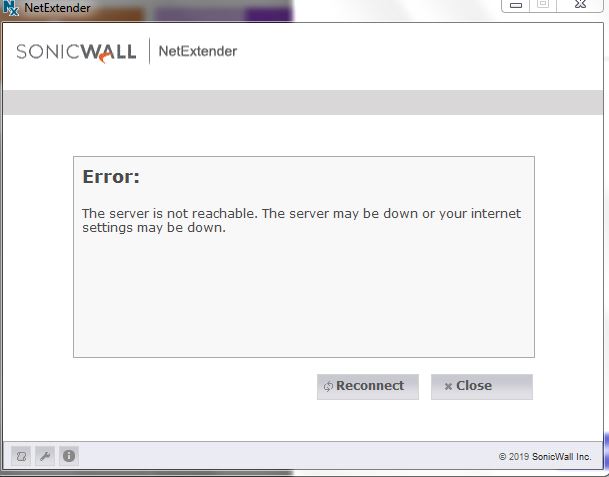 NetExtender
SONICWALL NetExtender
Error:
The server is not reachable. The server may be down or your internet
settings may be down.
Reconnect
Close
© 2019 SonicWall Inc.